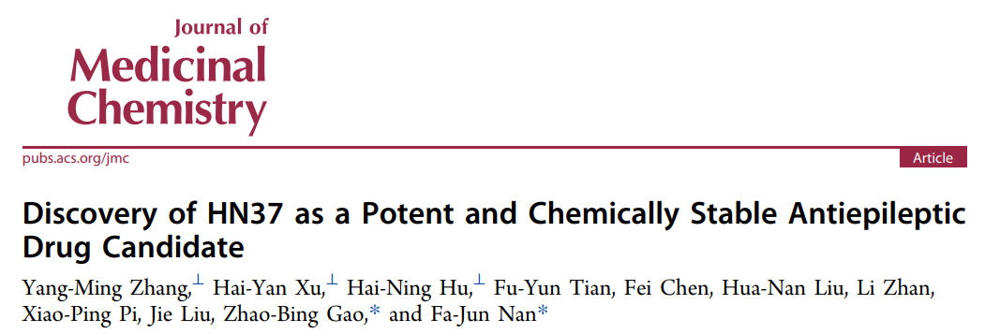 Journal of
Medicinal
Chemistry
pubs.acs.org/jmc
Article
Discovery of HN37 as a Potent and Chemically Stable Antiepileptic
Drug Candidate
Yang-Ming Zhang,⊥ Hai-Yan Xu,⊥ Hai-Ning Hu,⊥ Fu-Yun Tian, Fei Chen, Hua-Nan Liu, Li Zhan,
Xiao-Ping Pi, Jie Liu, Zhao-Bing Gao,* and Fa-Jun Nan*